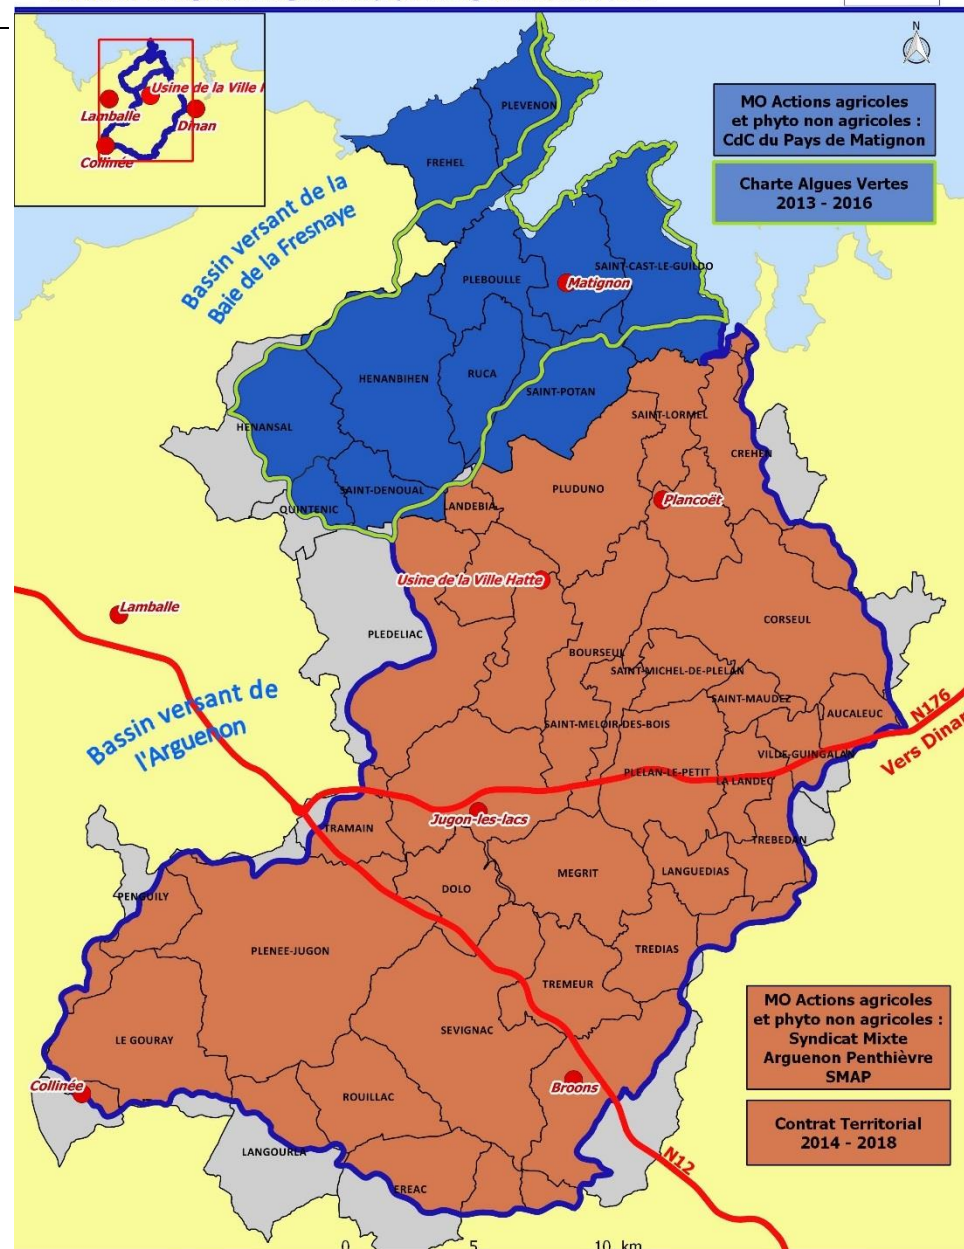 N
Usine de la Ville H
Lamballe
Dinan
Collinée
MO Actions agricoles
et phyto non agricoles :
CdC du Pays de Matignon
Charte Algues Vertes
2013 - 2016
PLEVENON
FREHEL
Bassin versant de la
Baie de la Fresnaye
SAINT-CAST-LE-GUILDO
PLEBOULLE
Matignon
HENANBIHEN
RUCA
SAINT-POTAN
HENANSAL
SAINT-LORMEL
CREHEN
SAINT-DENOUAL
PLUDUNO
QUINTENIC
LANDEBIA
Plancoët
Usine de la Ville Hatte
Lamballe
CORSEUL
PLEDELIAC
BOURSEUL
SAINT-MICHEL-DE-PLELAN
SAINT-MAUDEZ
Bassin versant de
l'Arguenon
AUCALEUC
N176
SAINT-MELOIR-DES-BOIS
Vers Dinan
VILDE-GUINGALAN
PLELAN-LE-PETIT
LA LANDEC
Jugon-les-lacs
TRAMAIN
TREBEDAN
MEGRIT
LANGUEDIAS
DOLO
PENGUILY
PLENEE-JUGON
TREDIAS
TREMEUR
MO Actions agricoles
et phyto non agricoles :
Syndicat Mixte
Arguenon Penthièvre
SMAP
SEVIGNAC
LE GOURAY
Collinée
Broons
ROUILLAC
Contrat Territorial
2014 - 2018
LANGOURLA
N12
EREAC
0 5 10 km